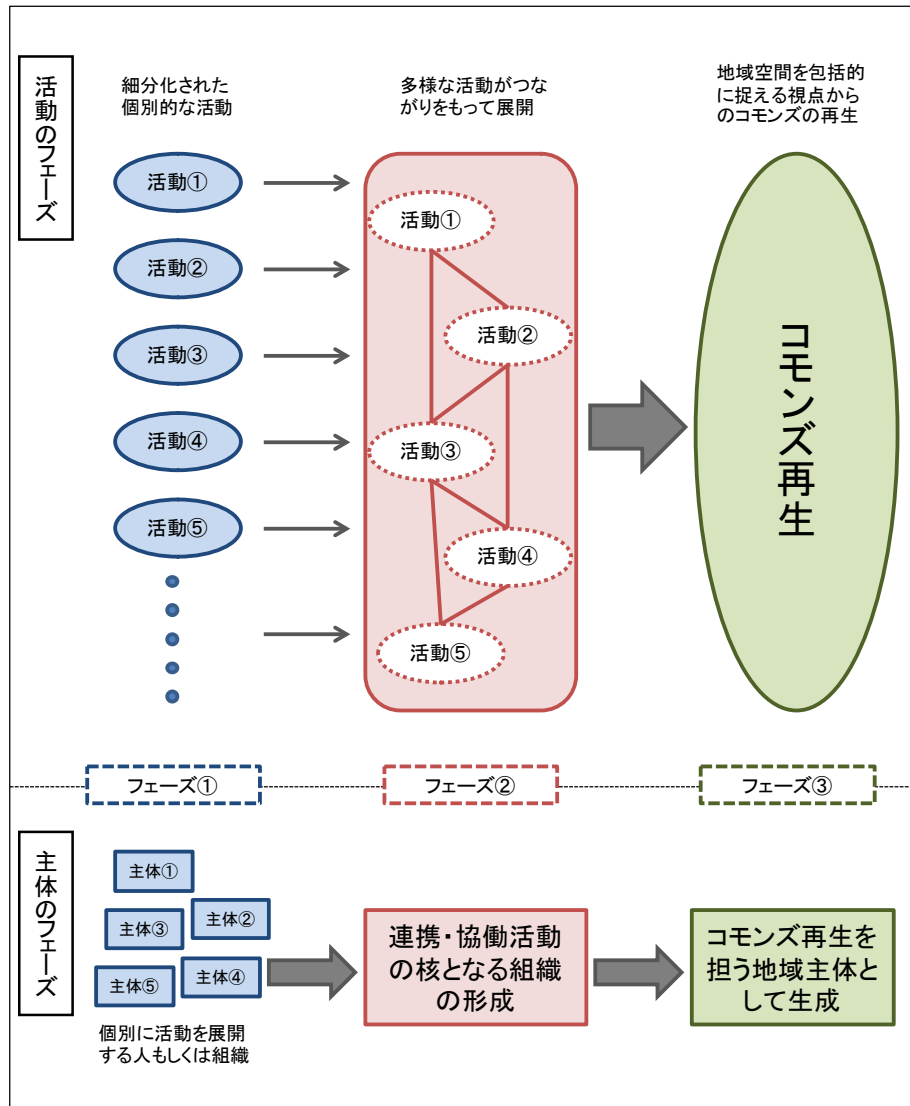 活動のフェーズ
細分化された
個別的な活動
多様な活動がつな
がりをもって展開
地域空間を包括的
に捉える視点から
のコモンズの再生
活動①
活動②
活動③
活動④
活動⑤
活動①
活動②
活動③
活動④
活動⑤
コモンズ再生
フェーズ①
フェーズ②
フェーズ③
主体のフェーズ
主体①
主体②
主体③
主体④
主体⑤
個別に活動を展開
する人もしくは組織
連携・協働活動
の核となる組織
の形成
コモンズ再生を
担う地域主体と
して生成